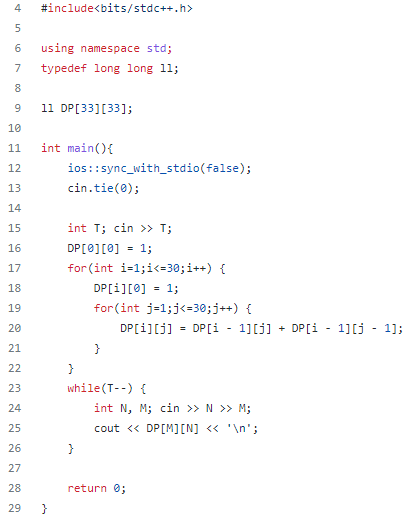 4 #include<bits/stdc++.h>
5
6 using namespace std;
7 typedef long long ll;
8
9 ll DP[33][33];
10
11 int main(){
12     ios::sync_with_stdio(false);
13     cin.tie(0);
14
15     int T; cin >> T;
16     DP[0][0] = 1;
17     for(int i=1;i<=30;i++) {
18         DP[i][0] = 1;
19         for(int j=1;j<=30;j++) {
20             DP[i][j] = DP[i - 1][j] + DP[i - 1][j - 1];
21         }
22     }
23     while(T--) {
24         int N, M; cin >> N >> M;
25         cout << DP[M][N] << '\n';
26     }
27
28     return 0;
29 }